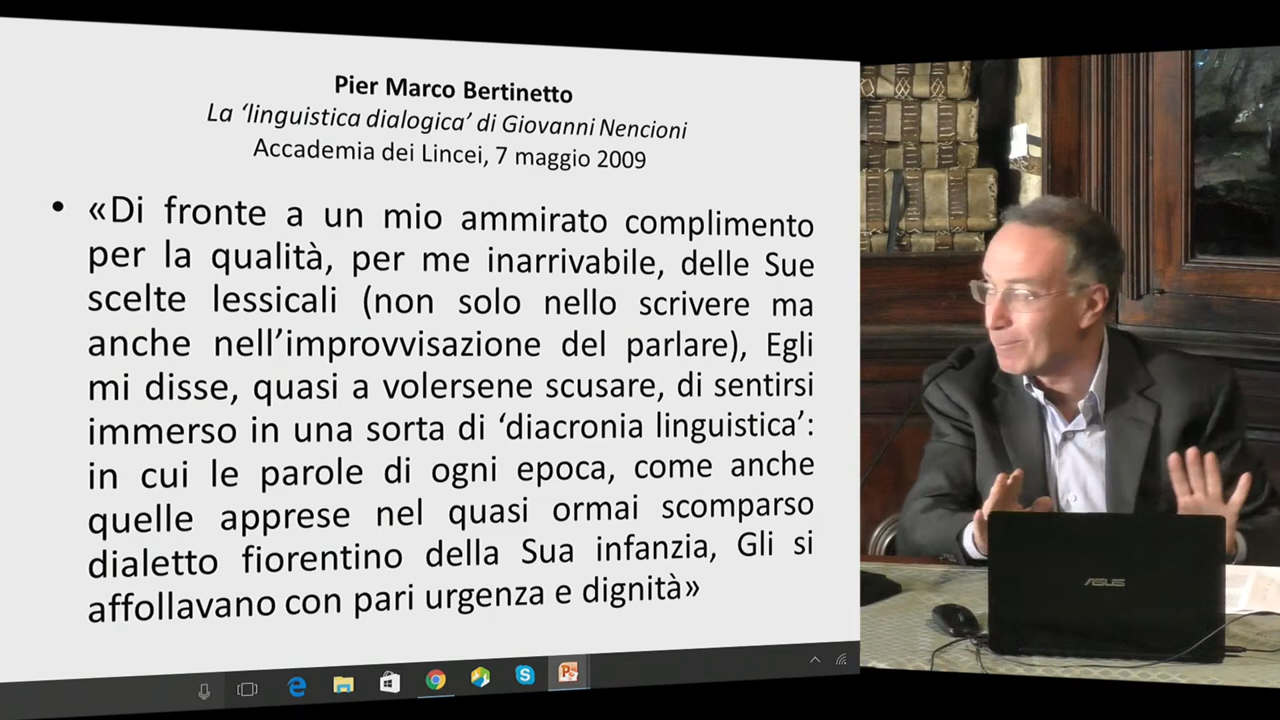 Pier Marco Bertinetto
La ‘linguistica dialogica’ di Giovanni Nencioni
Accademia dei Lincei, 7 maggio 2009
• «Di fronte a un mio ammirato complimento
per la qualità, per me inarrivabile, delle Sue
scelte lessicali (non solo nello scrivere ma
anche nell’improvvisazione del parlare), Egli
mi disse, quasi a volersene scusare, di sentirsi
immerso in una sorta di ‘diacronia linguistica’:
in cui le parole di ogni epoca, come anche
quelle apprese nel quasi ormai scomparso
dialetto fiorentino della Sua infanzia, Gli si
affollavano con pari urgenza e dignità»
ASUS